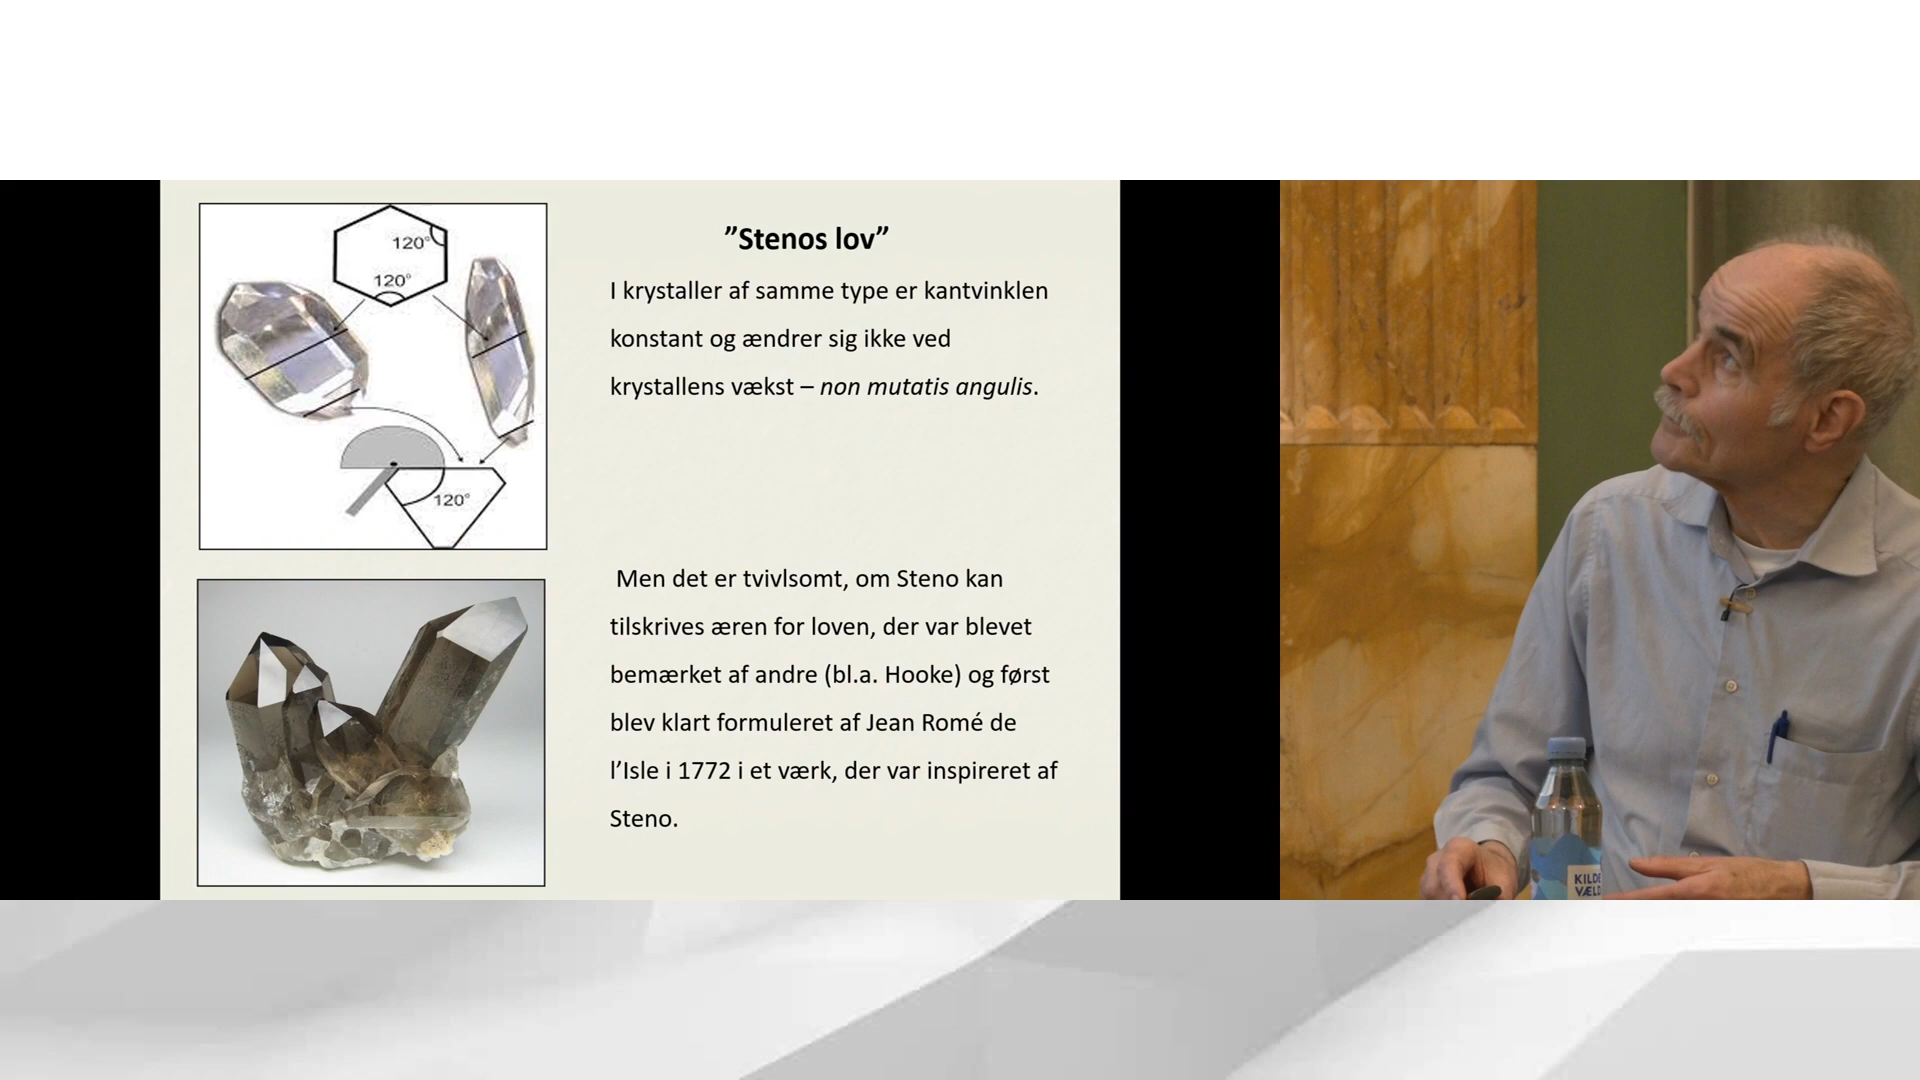 120°
120°
120°
”Stenos lov”
I krystaller af samme type er kantvinklen
konstant og ændrer sig ikke ved
krystallens vækst – non mutatis angulis.
Men det er tvivlsomt, om Steno kan
tilskrives æren for loven, der var blevet
bemærket af andre (bl.a. Hooke) og først
blev klart formuleret af Jean Romé de
l’Isle i 1772 i et værk, der var inspireret af
Steno.
KILDE
VÆLD